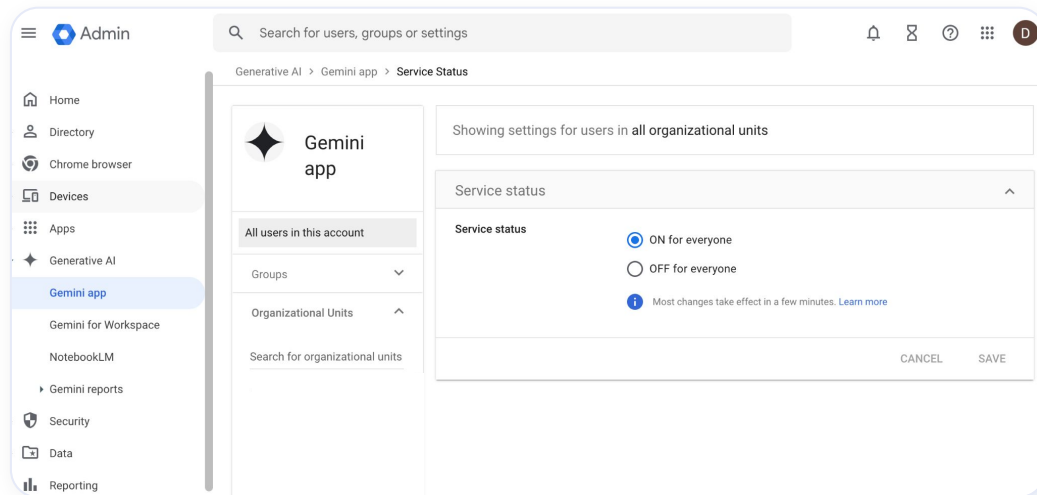 Admin
Search for users, groups or settings
D
Generative AI > Gemini app > Service Status
Home
Directory
Chrome browser
Devices
Apps
Generative AI
Gemini app
Gemini for Workspace
NotebookLM
Gemini reports
Security
Data
Reporting
Gemini
app
All users in this account
Groups
Organizational Units
Search for organizational units
Showing settings for users in all organizational units
Service status
Service status
ON for everyone
OFF for everyone
Most changes take effect in a few minutes. Learn more
CANCEL SAVE